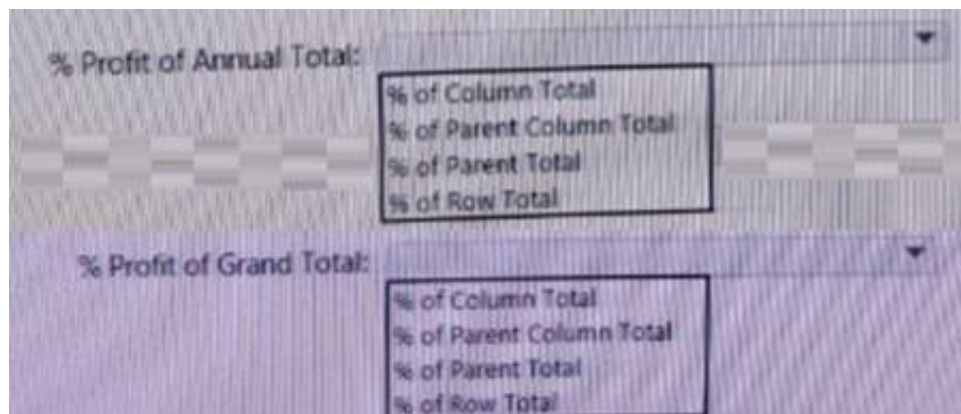 % Profit of Annual Total:
% of Column Total
% of Parent Column Total
% of Parent Total
% of Row Total
% Profit of Grand Total:
% of Column Total
% of Parent Column Total
% of Parent Total
% of Row Total